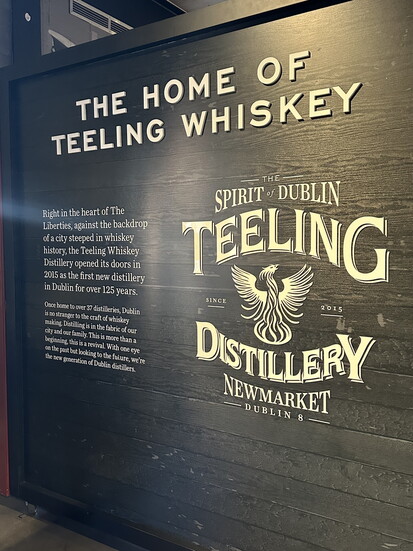 THE HOME OF
TEELING WHISKEY
Right in the heart of The
Liberties, against the backdrop
of a city steeped in whiskey
history, the Teeling Whiskey
Distillery opened its doors in
2015 as the first new distillery
in Dublin for over 125 years.
Once home to over 37 distilleries, Dublin
is no stranger to the craft of whiskey
making. Distilling is in the fabric of our
city and our family. This is more than a
beginning, this is a revival. With one eye
on the past but looking to the future, we're
the new generation of Dublin distillers.
THE
SPIRIT of DUBLIN
TEELING
SINCE 2015
DISTILLERY
NEWMARKET
DUBLIN 8